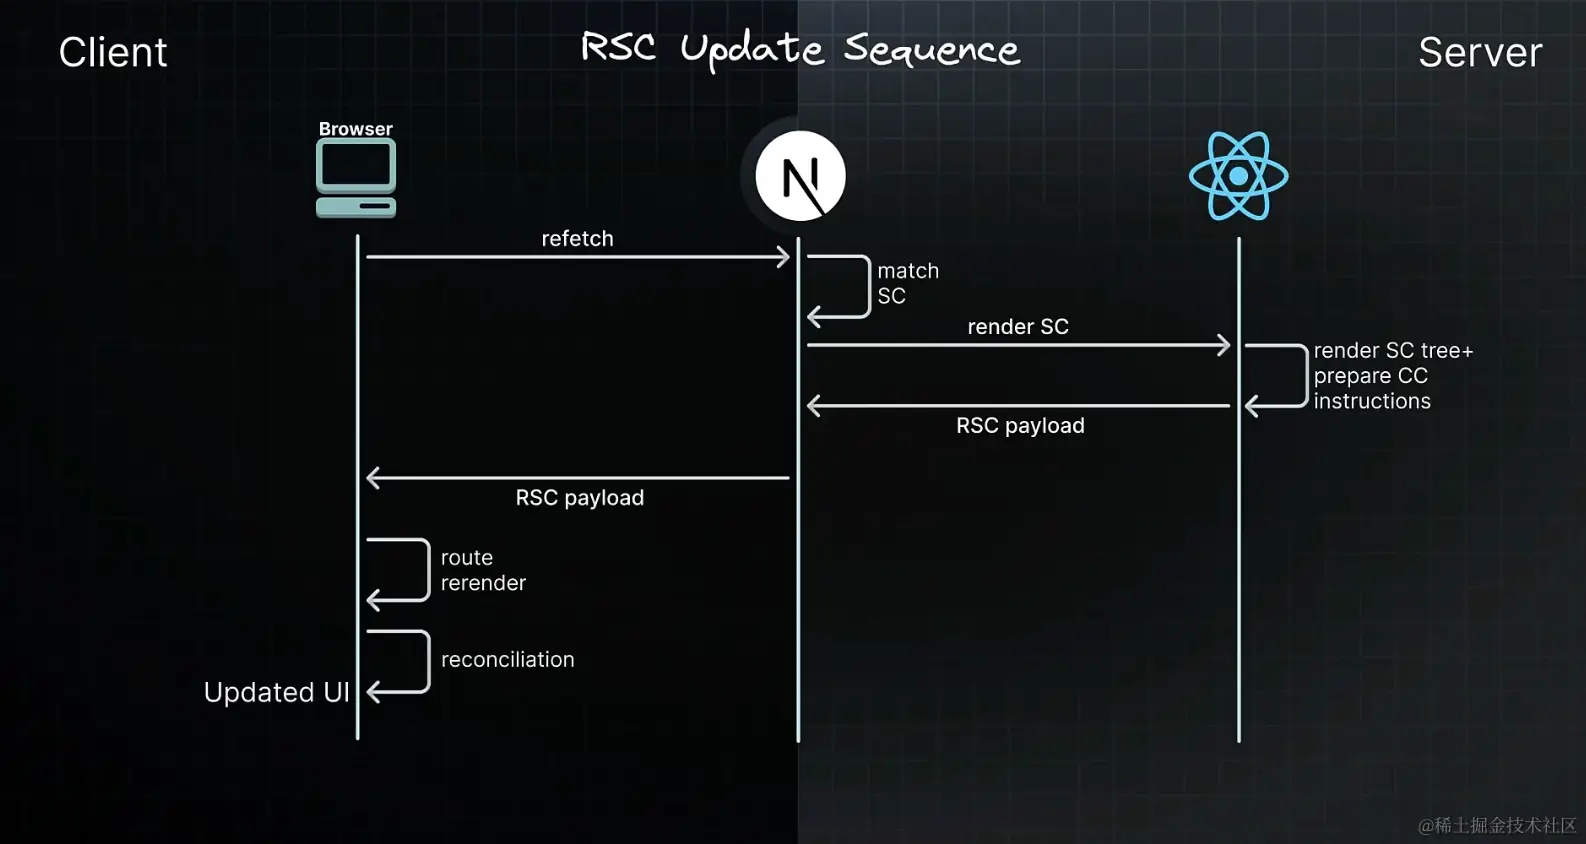 Client
RSC Update Sequence
Server
Browser
N
refetch
match
SC
render SC
render SC tree+
prepare CC
instructions
RSC payload
RSC payload
route
rerender
reconciliation
Updated UI
@稀土掘金技术社区